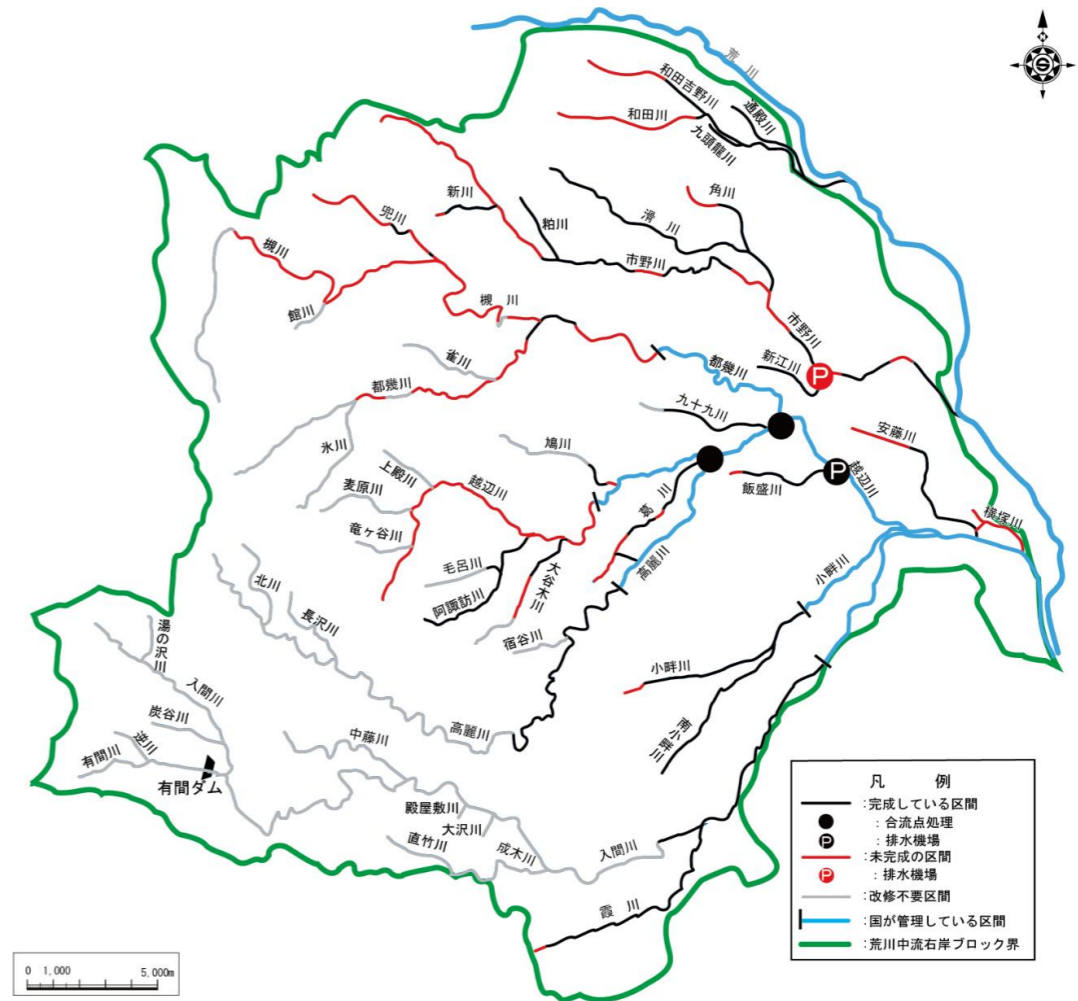 荒川
和田吉野川
通殿川
和田川
九頭龍川
角川
新川
兜川
粕川
滑川
市野川
槻川
館川
槻川
市野川
雀川
都幾川
新江川
P
都幾川
九十九川
安藤川
氷川
鳩川
上殿川
越辺川
P
越辺川
麦原川
飯盛川
横塚川
竜ヶ谷川
葛川
高麗川
毛呂川
大谷木川
小畔川
北川
阿諏訪川
長沢川
宿谷川
湯の沢川
小畔川
入間川
南小畔川
炭谷川
高麗川
中藤川
有間川
逆川
有間ダム
殿屋敷川
大沢川
直竹川
成木川
入間川
霞川
凡 例
:完成している区間
:合流点処理
P :排水機場
:未完成の区間
P :排水機場
:改修不要区間
:国が管理している区間
:荒川中流右岸ブロック界
0 1,000 5,000m